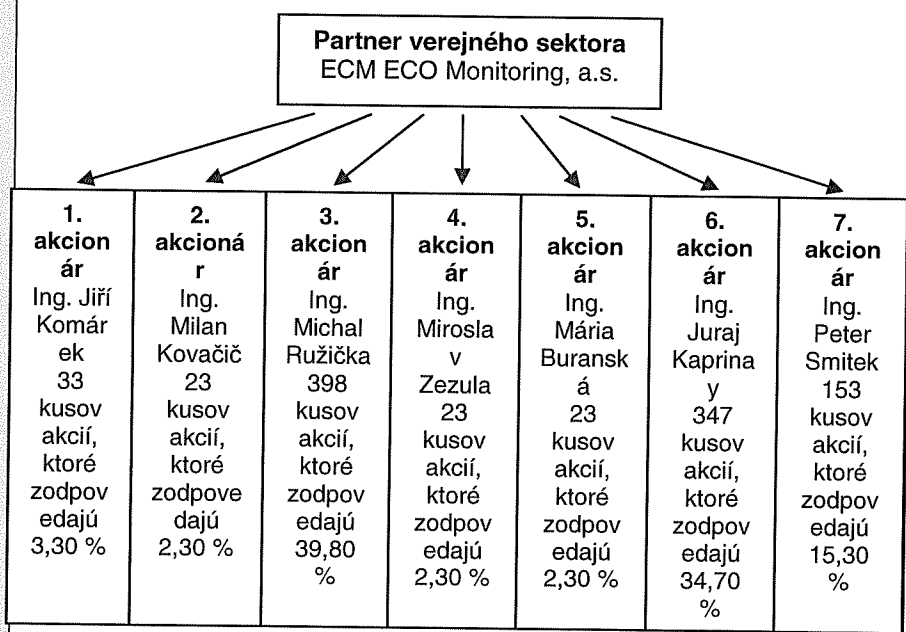 Partner verejného sektora
ECM ECO Monitoring, a.s.
1.
akcion
ár
Ing. Jiří
Komár
ek
33
kusov
akcií,
ktoré
zodpov
edajú
3,30 %
2.
akcioná
r
Ing.
Milan
Kovačič
23
kusov
akcií,
ktoré
zodpove
dajú
2,30 %
3.
akcion
ár
Ing.
Michal
Ružička
398
kusov
akcií,
ktoré
zodpov
edajú
39,80
%
4.
akcion
ár
Ing.
Mirosla
v
Zezula
23
kusov
akcií,
ktoré
zodpov
edajú
2,30 %
5.
akcion
ár
Ing.
Mária
Buransk
á
23
kusov
akcií,
ktoré
zodpov
edajú
2,30 %
6.
akcion
ár
Ing.
Juraj
Kaprina
y
347
kusov
akcií,
ktoré
zodpov
edajú
34,70
%
7.
akcion
ár
Ing.
Peter
Smitek
153
kusov
akcií,
ktoré
zodpov
edajú
15,30
%